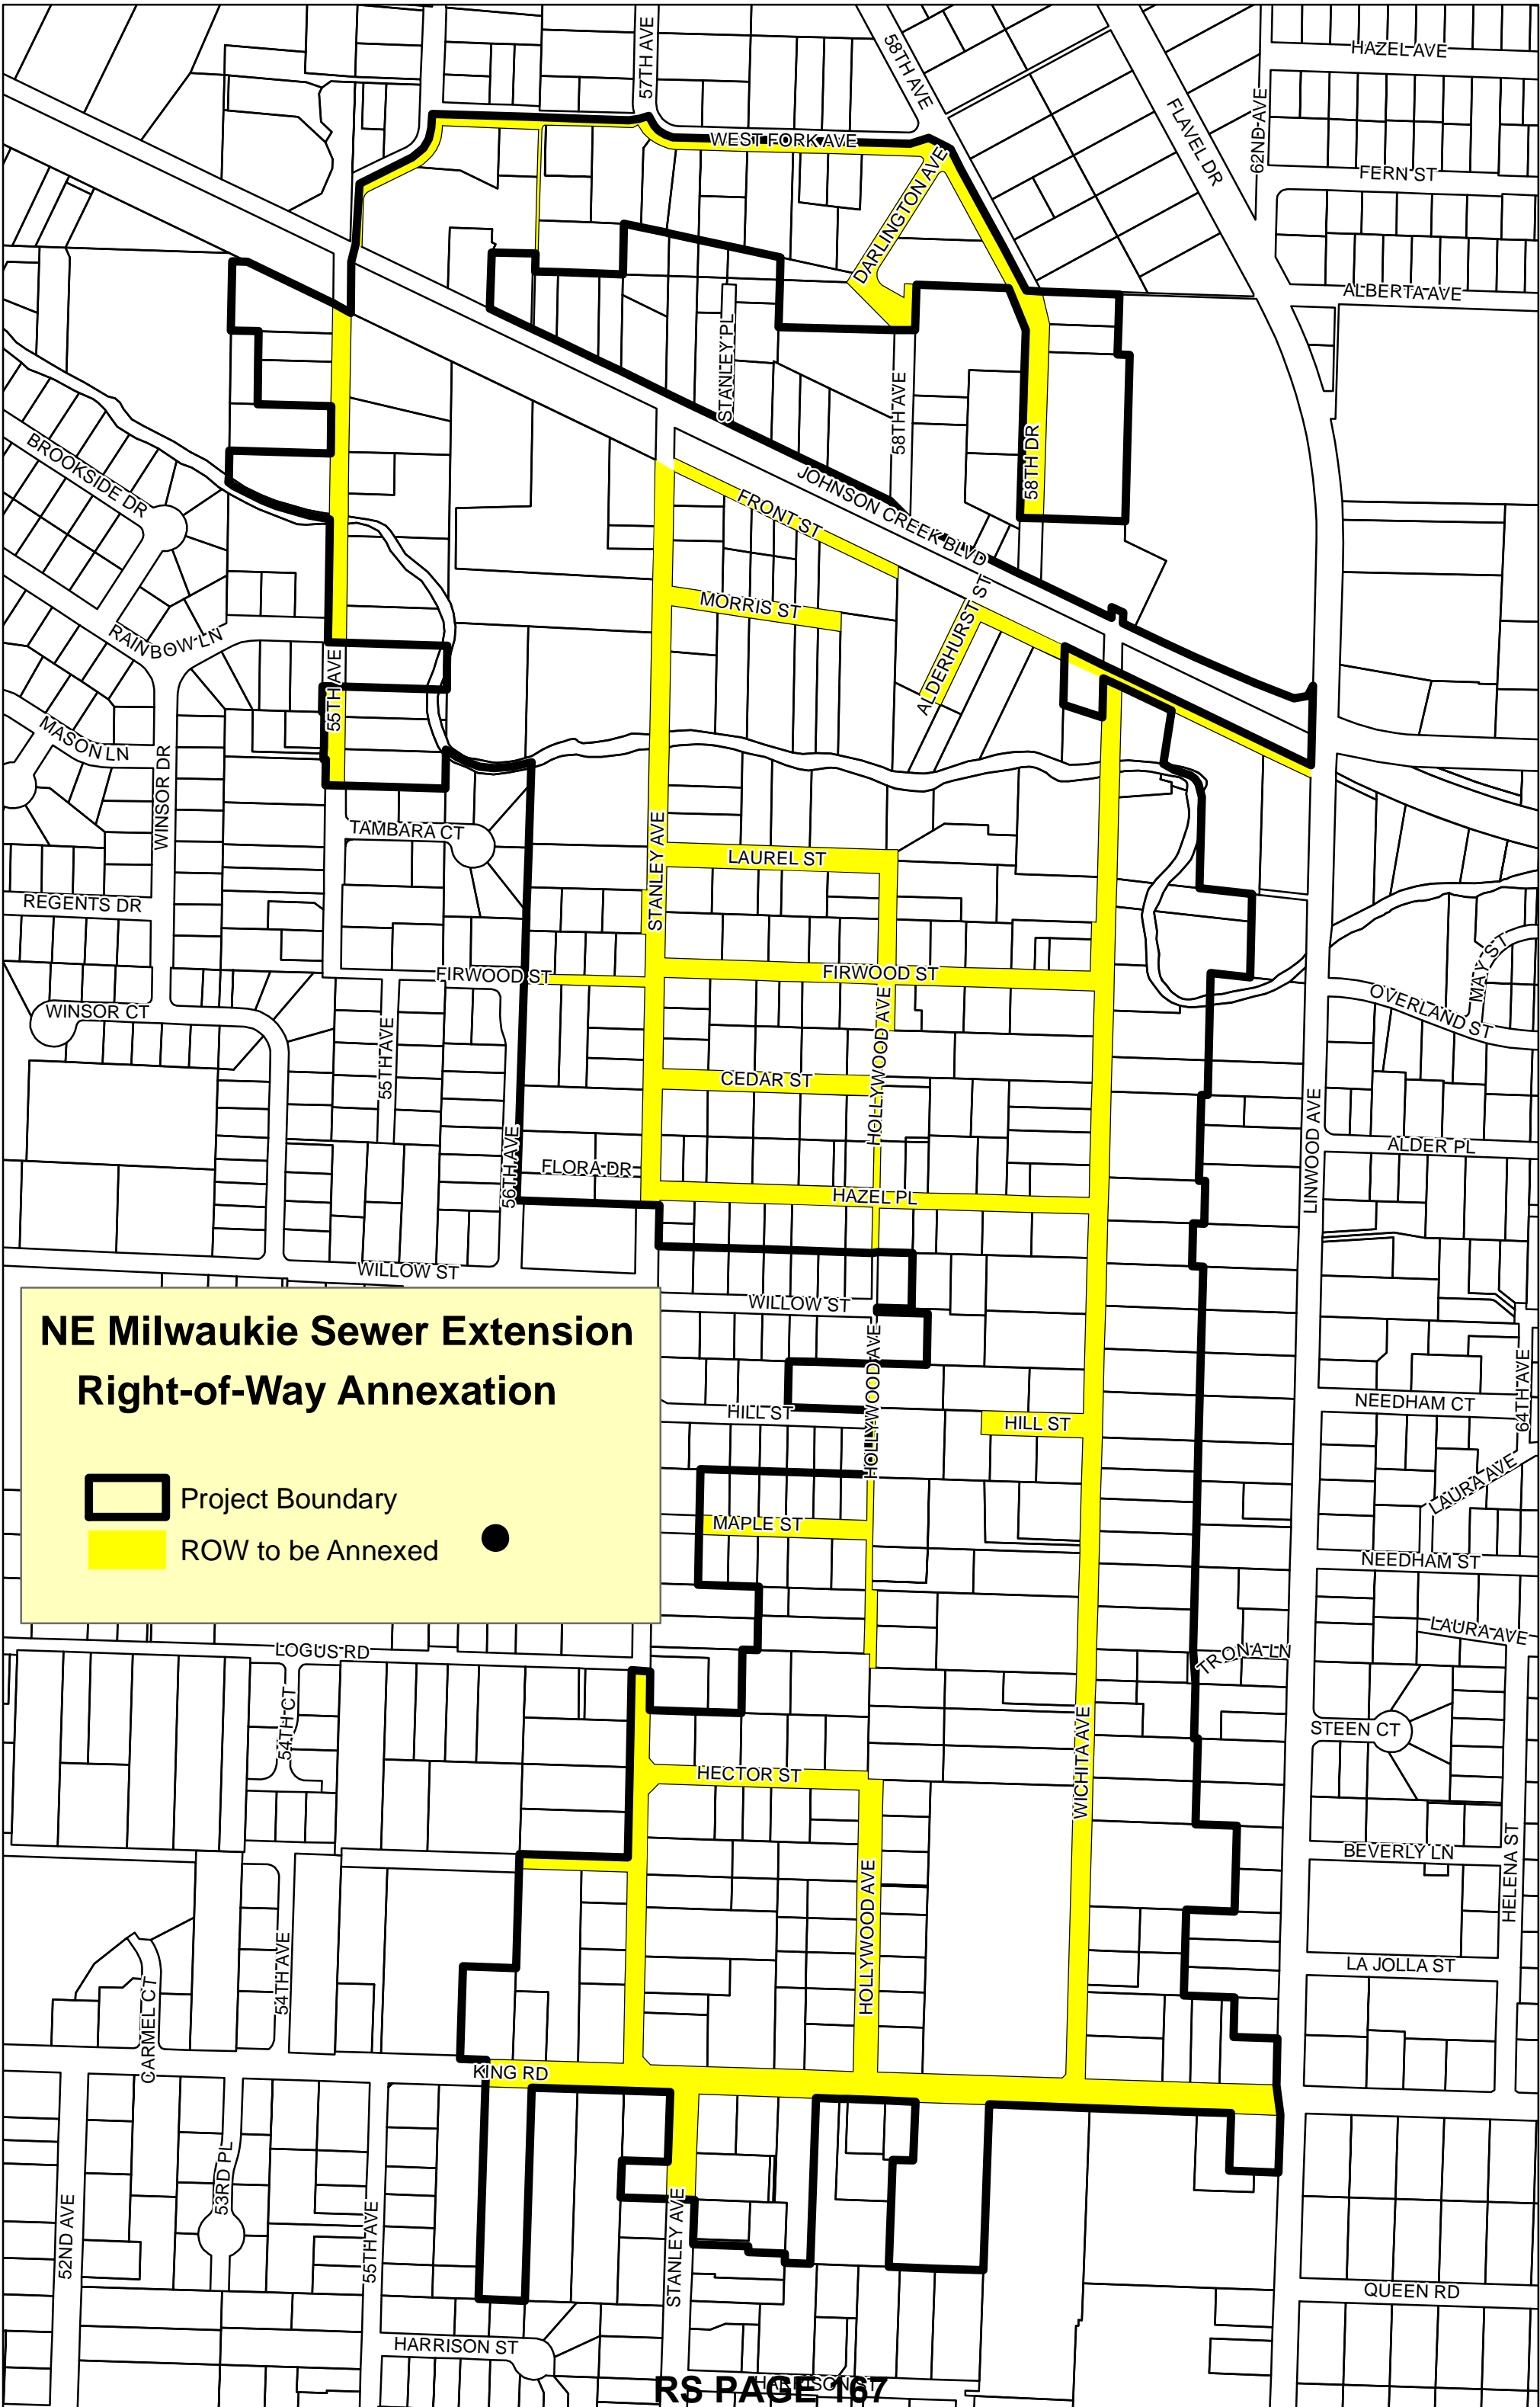 HAZEL AVE
57TH AVE
58TH AVE
FLAVEL DR
62ND AVE
WEST FORK AVE
FERN ST
DARLINGTON AVE
ALBERTA AVE
STANLEY PL
58TH AVE
58TH DR
BROOKSIDE DR
JOHNSON CREEK BLVD
FRONT ST
MORRIS ST
ALDERHURST ST
RAINBOW LN
55TH AVE
MASON LN
WINSOR DR
TAMBARA CT
STANLEY AVE
LAUREL ST
REGENTS DR
FIRWOOD ST
FIRWOOD ST
MAY ST
OVERLAND ST
WINSOR CT
55TH AVE
HOLLYWOOD AVE
CEDAR ST
LINWOOD AVE
ALDER PL
56TH AVE
FLORA DR
HAZEL PL
WILLOW ST
WILLOW ST
NE Milwaukie Sewer Extension
Right-of-Way Annexation
Project Boundary
ROW to be Annexed
HOLLYWOOD AVE
64TH AVE
NEEDHAM CT
HILL ST
HILL ST
LAURA AVE
MAPLE ST
NEEDHAM ST
LAURA AVE
LOGUS RD
TRONA LN
54TH CT
STEEN CT
WICHITA AVE
HECTOR ST
BEVERLY LN
HELENA ST
HOLLYWOOD AVE
54TH AVE
LA JOLLA ST
CARMEL CT
KING RD
53RD PL
52ND AVE
55TH AVE
STANLEY AVE
QUEEN RD
HARRISON ST
HARRISON ST
RS PAGE 167